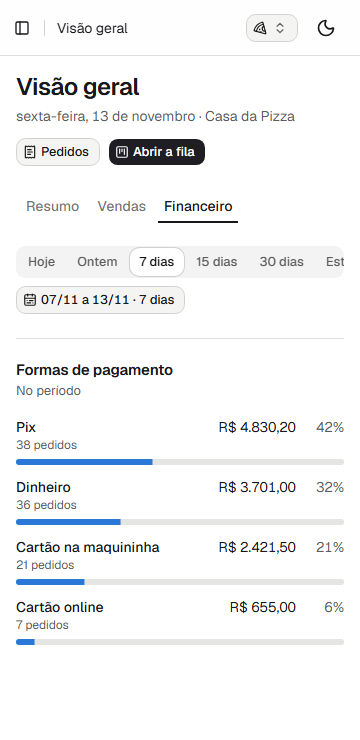 Visão geral
Visão geral
sexta-feira, 13 de novembro · Casa da Pizza
Pedidos
Abrir a fila
Resumo Vendas Financeiro
Hoje Ontem 7 dias 15 dias 30 dias Est
07/11 a 13/11 · 7 dias
Formas de pagamento
No período
Pix R$ 4.830,20 42%
38 pedidos
Dinheiro R$ 3.701,00 32%
36 pedidos
Cartão na maquininha R$ 2.421,50 21%
21 pedidos
Cartão online R$ 655,00 6%
7 pedidos